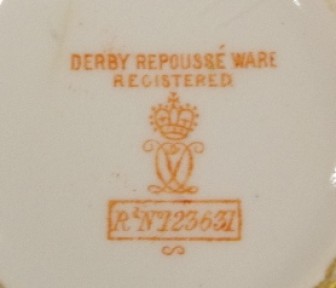 DERBY REPOUSSÉ WARE
REGISTERED
Rᵈ Nº 123631